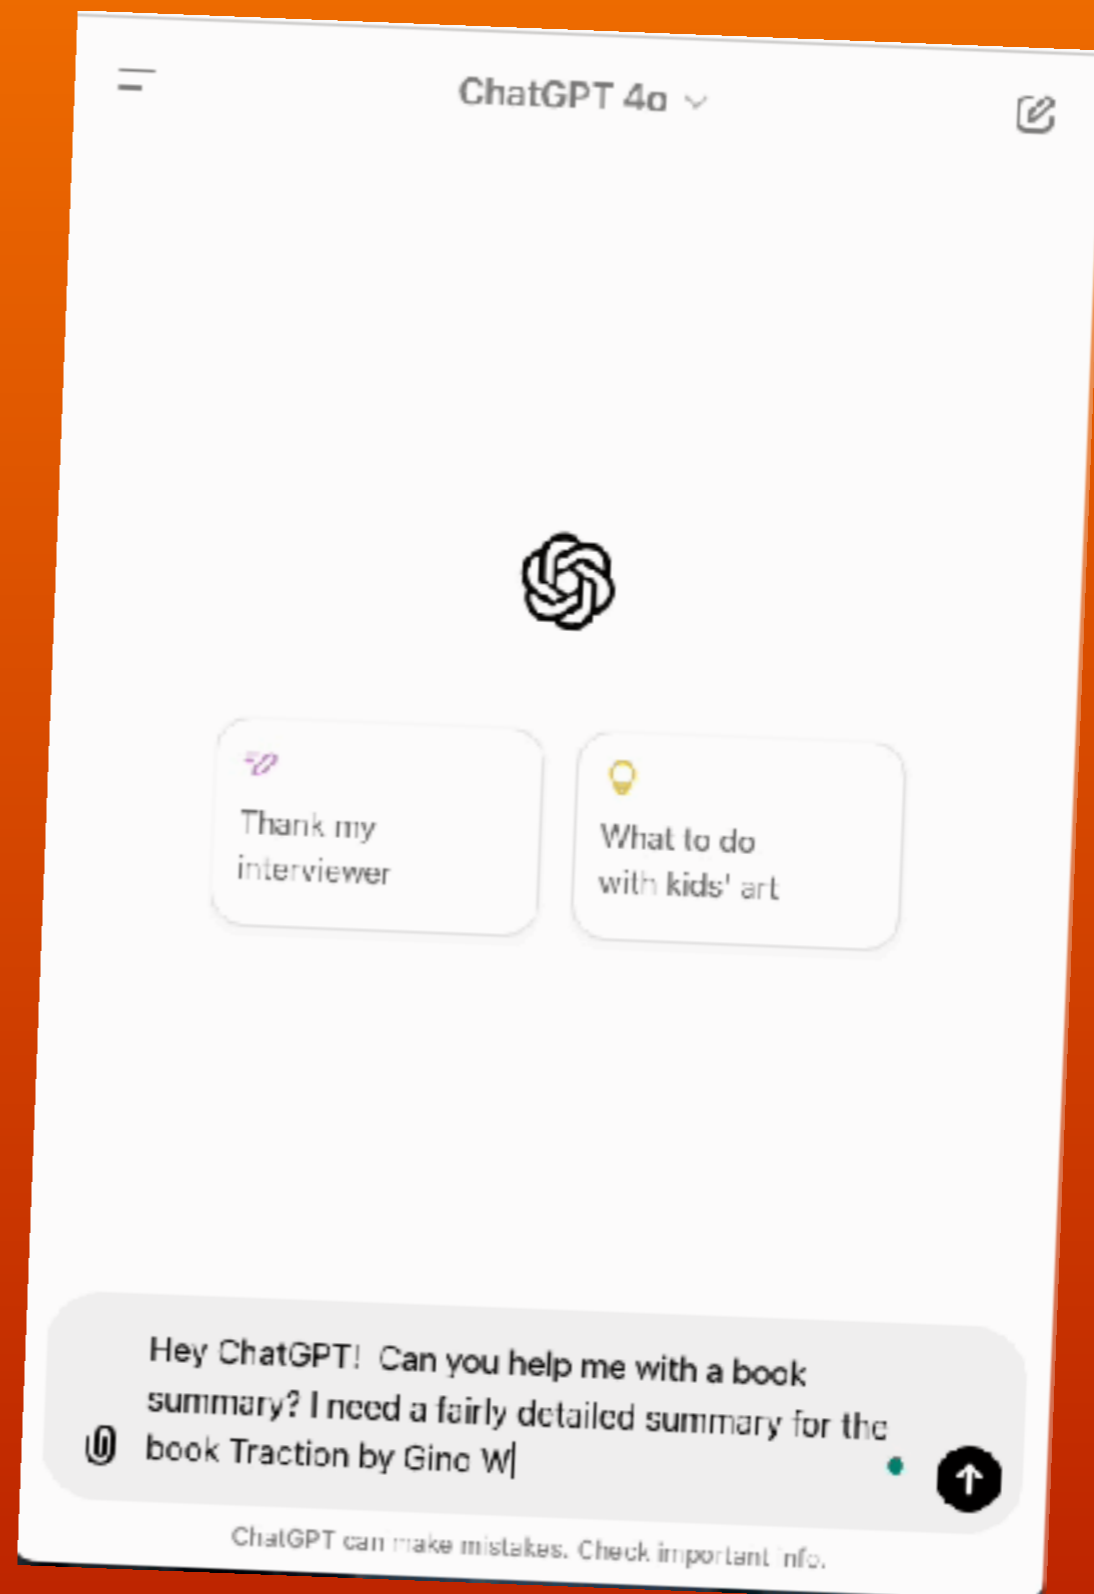 ChatGPT 4o
Thank my
interviewer
What to do
with kids' art
Hey ChatGPT!  Can you help me with a book
summary? I need a fairly detailed summary for the
book Traction by Gino W
ChatGPT can make mistakes. Check important info.